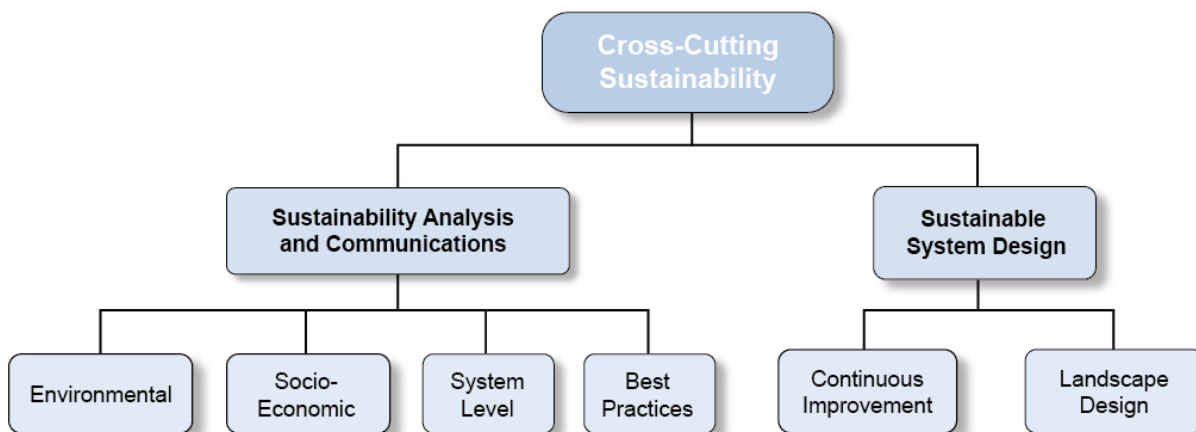 Cross-Cutting
Sustainability
Sustainability Analysis
and Communications
Sustainable
System Design
Environmental
Socio-
Economic
System
Level
Best
Practices
Continuous
Improvement
Landscape
Design